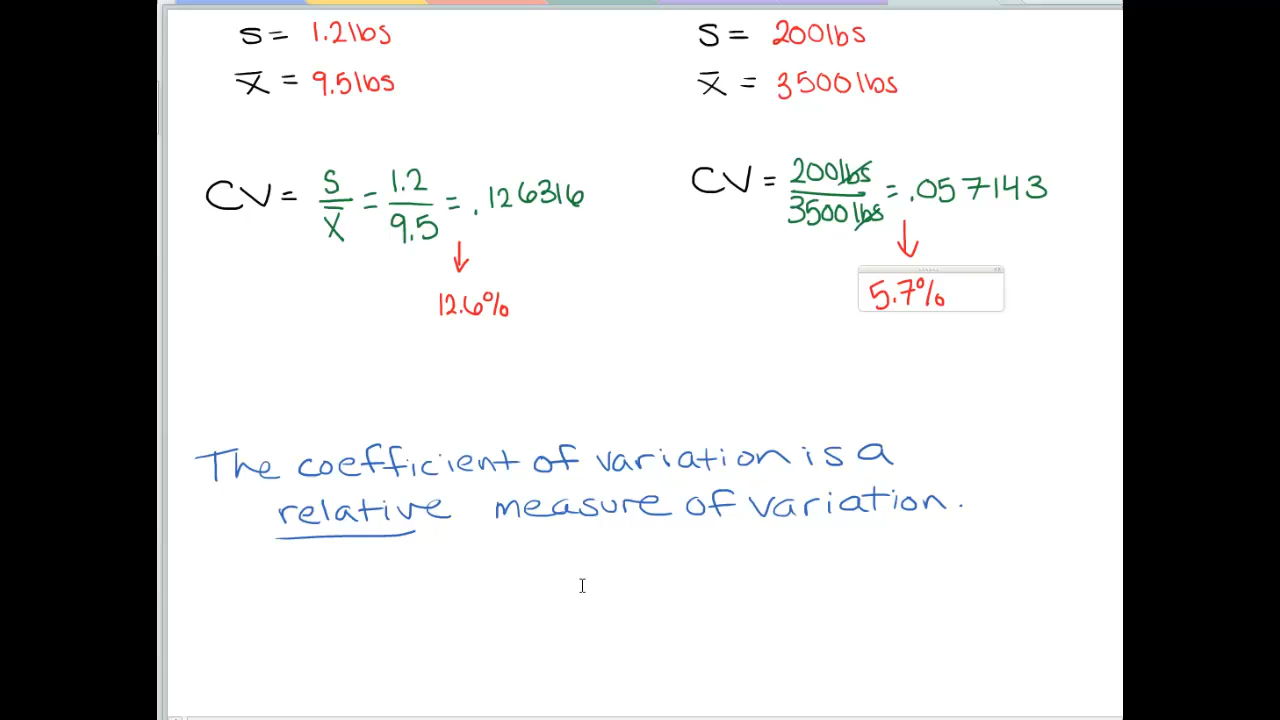 S = 1.2lbs
X̄ = 9.5lbs
CV = S/X̄ = 1.2/9.5 = .126316
↓
12.6%
S = 200lbs
X̄ = 3500lbs
CV = 200lbs/3500lbs = .057143
↓
5.7%
The coefficient of variation is a
relative measure of variation.